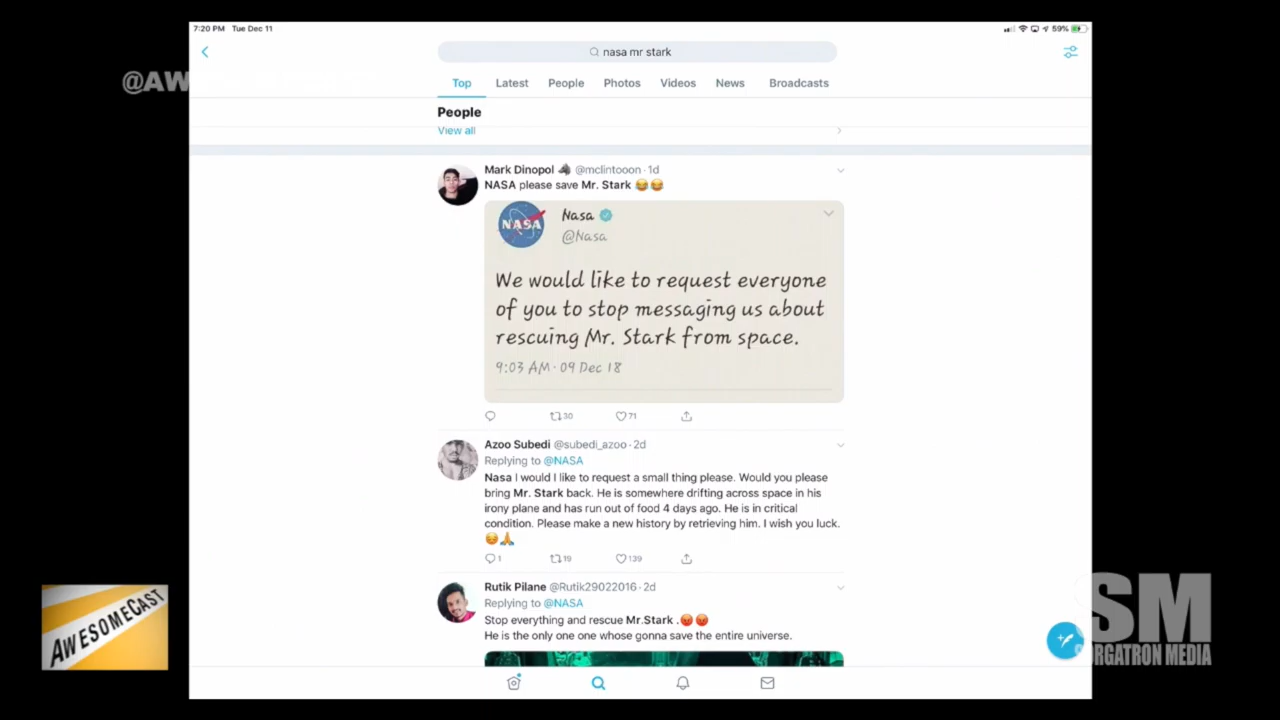 7:20 PM Tue Dec 11
59%
nasa mr stark
@AW
Top Latest People Photos Videos News Broadcasts
People
View all
Mark Dinopol @mclintooon · 1d
NASA please save Mr. Stark 😂😂
NASA
Nasa
@Nasa
We would like to request everyone
of you to stop messaging us about
rescuing Mr. Stark from space.
9:03 AM · 09 Dec 18
30 71
Azoo Subedi @subedi_azoo · 2d
Replying to @NASA
Nasa I would I like to request a small thing please. Would you please
bring Mr. Stark back. He is somewhere drifting across space in his
irony plane and has run out of food 4 days ago. He is in critical
condition. Please make a new history by retrieving him. I wish you luck.
😔🙏
1 19 139
Rutik Pilane @Rutik29022016 · 2d
Replying to @NASA
Stop everything and rescue Mr.Stark .😡😡
He is the only one one whose gonna save the entire universe.
AWESOMECAST
SM
ORGATRON MEDIA